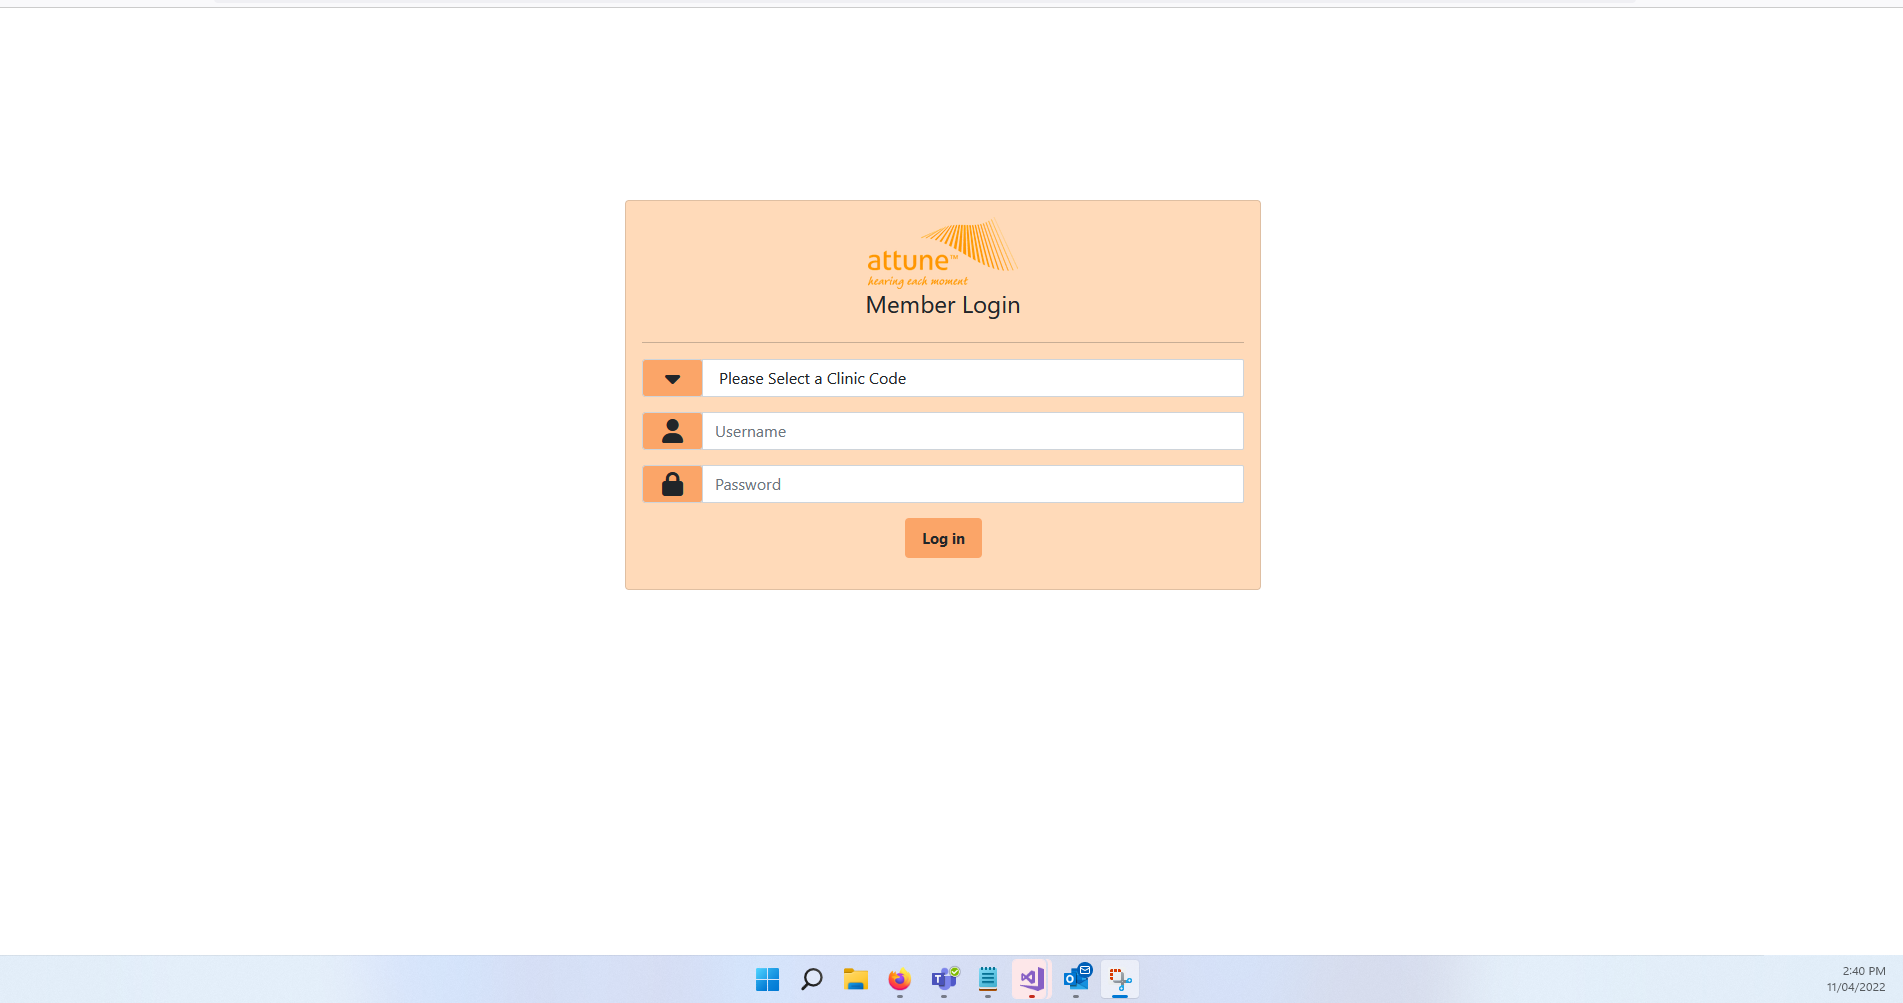 attune™
hearing each moment
Member Login
Please Select a Clinic Code
Username
Password
Log in
2:40 PM
11/04/2022